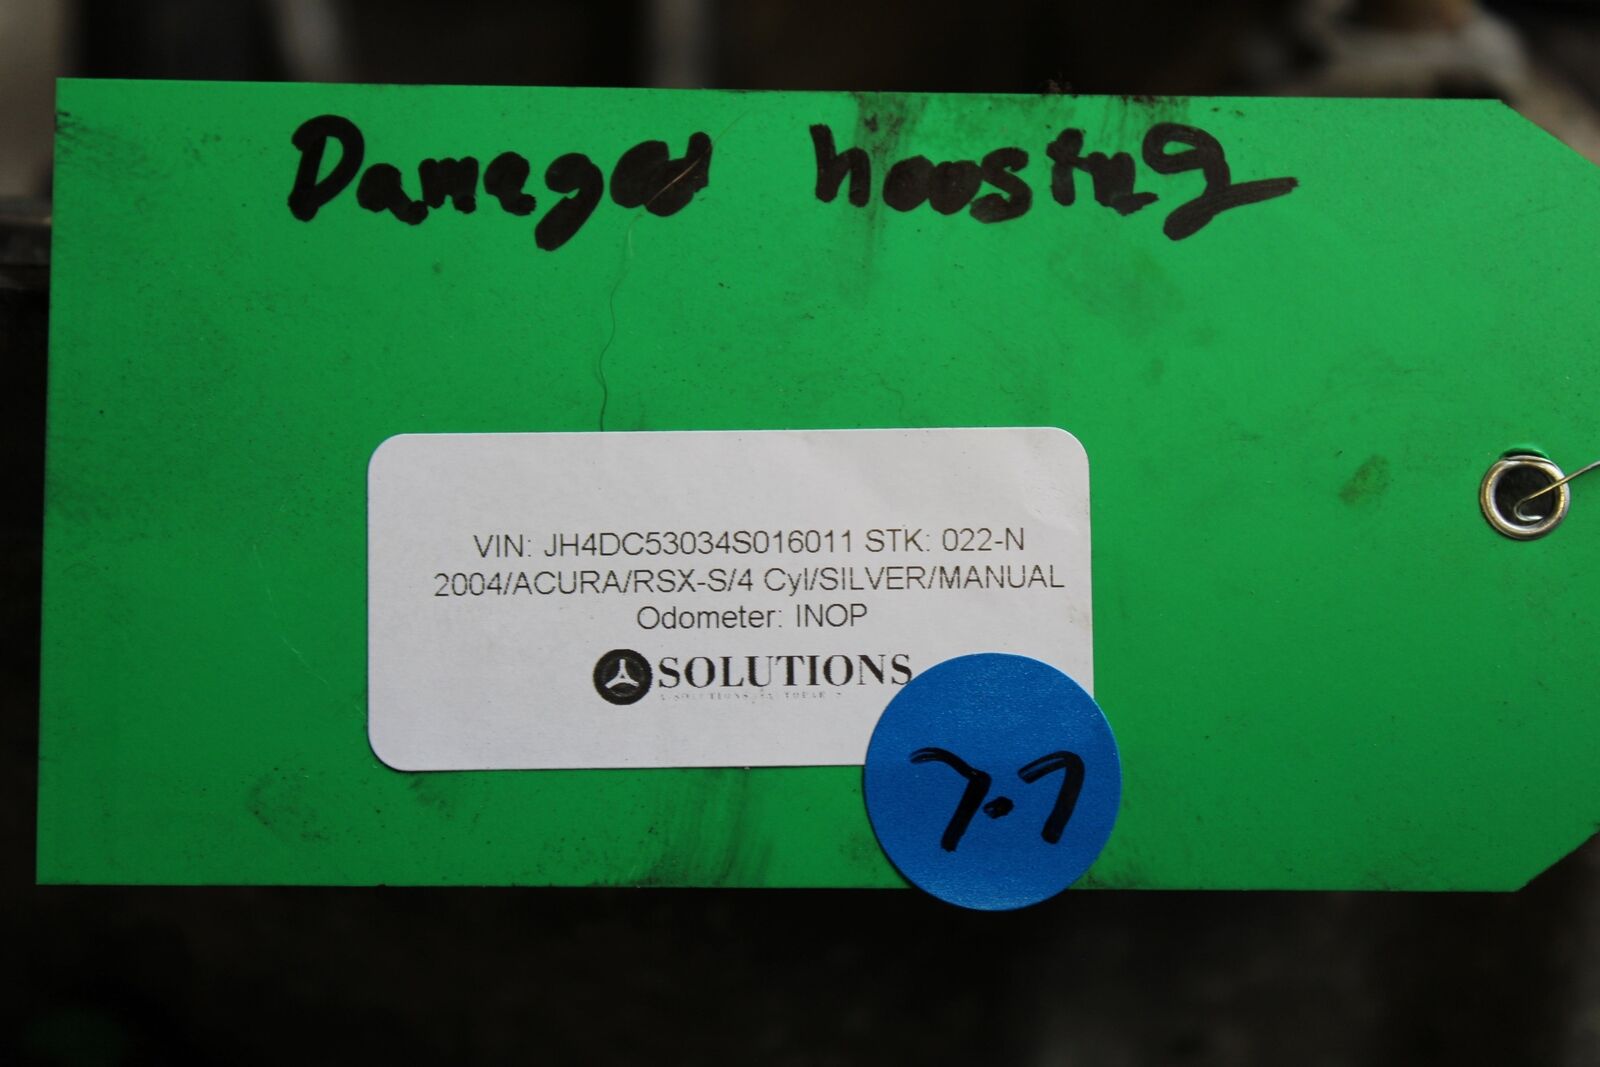 Damaged housing
VIN: JH4DC53034S016011 STK: 022-N
2004/ACURA/RSX-S/4 Cyl/SILVER/MANUAL
Odometer: INOP
SOLUTIONS
7.7